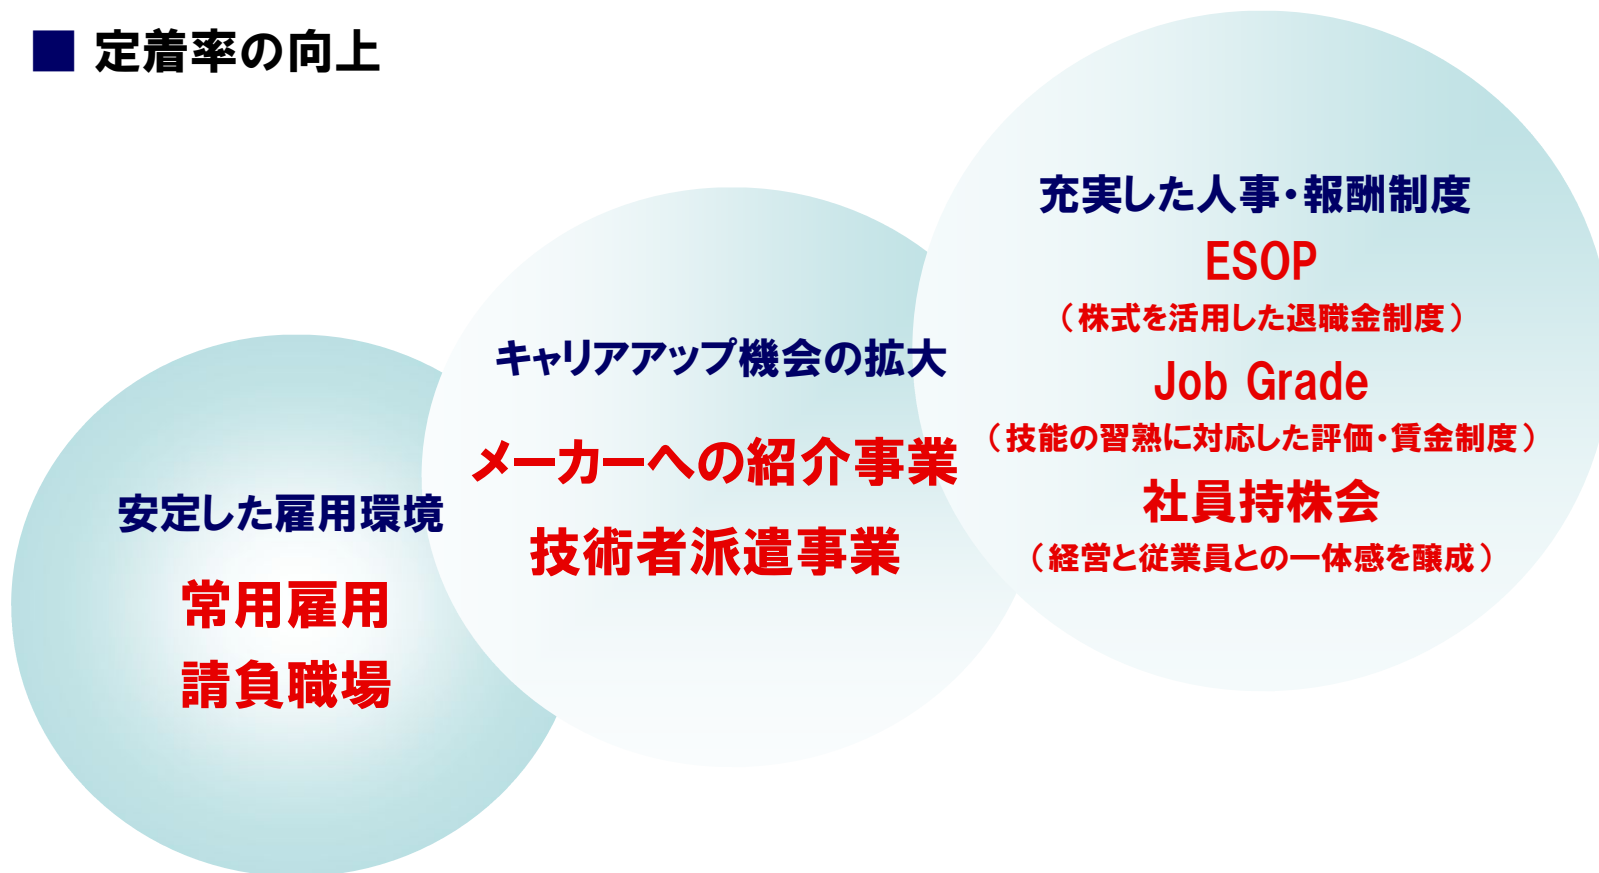 ■ 定着率の向上
安定した雇用環境
常用雇用
請負職場
キャリアアップ機会の拡大
メーカーへの紹介事業
技術者派遣事業
充実した人事・報酬制度
ESOP
（株式を活用した退職金制度）
Job Grade
（技能の習熟に対応した評価・賃金制度）
社員持株会
（経営と従業員との一体感を醸成）